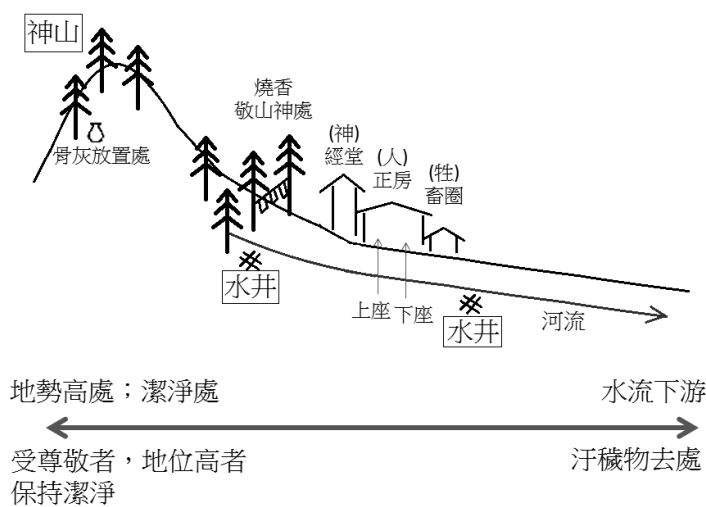 神山
燒香
敬山神處
骨灰放置處
(神)
經堂
(人)
正房
(牲)
畜圈
水井
上座
下座
水井
河流
地勢高處；潔淨處
水流下游
受尊敬者，地位高者
保持潔淨
汙穢物去處